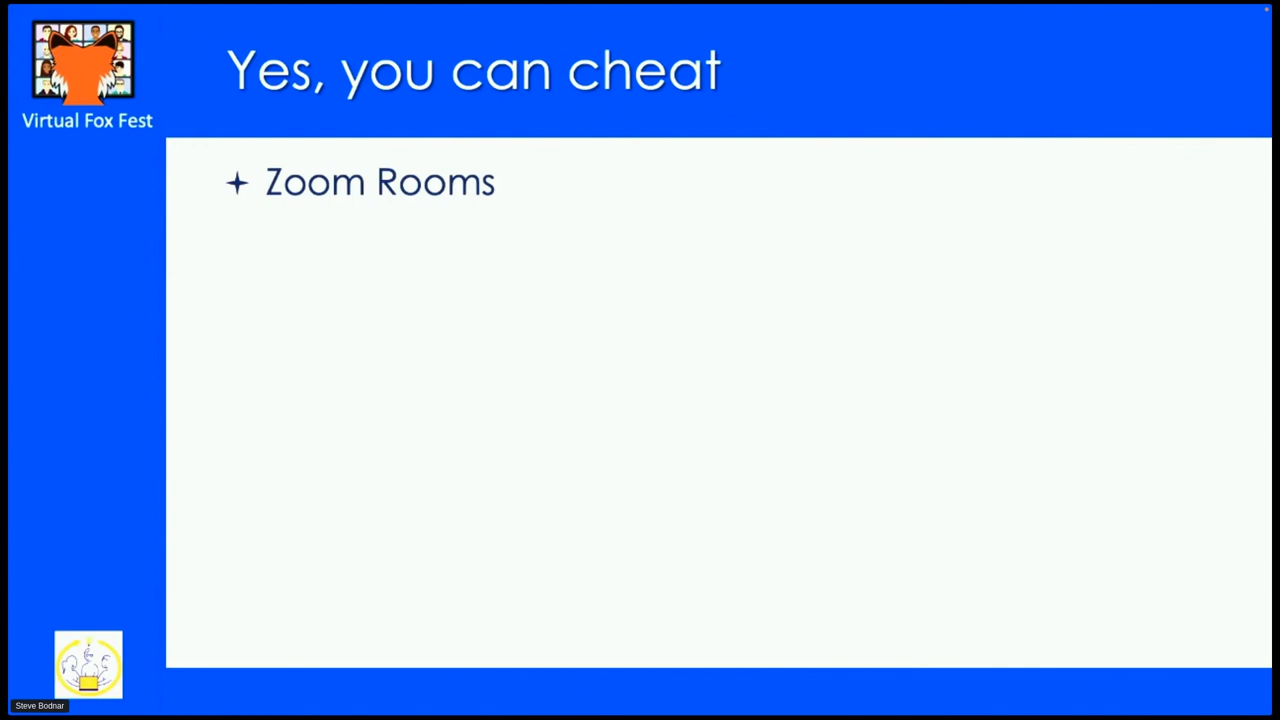 Yes, you can cheat
Virtual Fox Fest
Zoom Rooms
Steve Bodnar